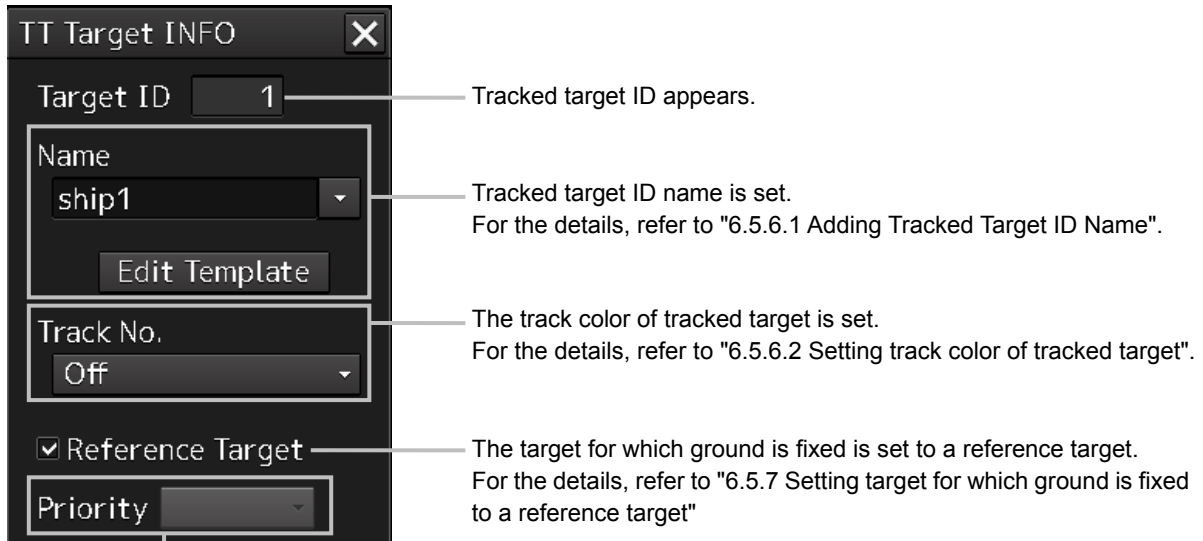 TT Target INFO
Target ID 1
Tracked target ID appears.
Name
ship1
Tracked target ID name is set.
For the details, refer to "6.5.6.1 Adding Tracked Target ID Name".
Edit Template
Track No.
Off
The track color of tracked target is set.
For the details, refer to "6.5.6.2 Setting track color of tracked target".
Reference Target
The target for which ground is fixed is set to a reference target.
For the details, refer to "6.5.7 Setting target for which ground is fixed
to a reference target"
Priority